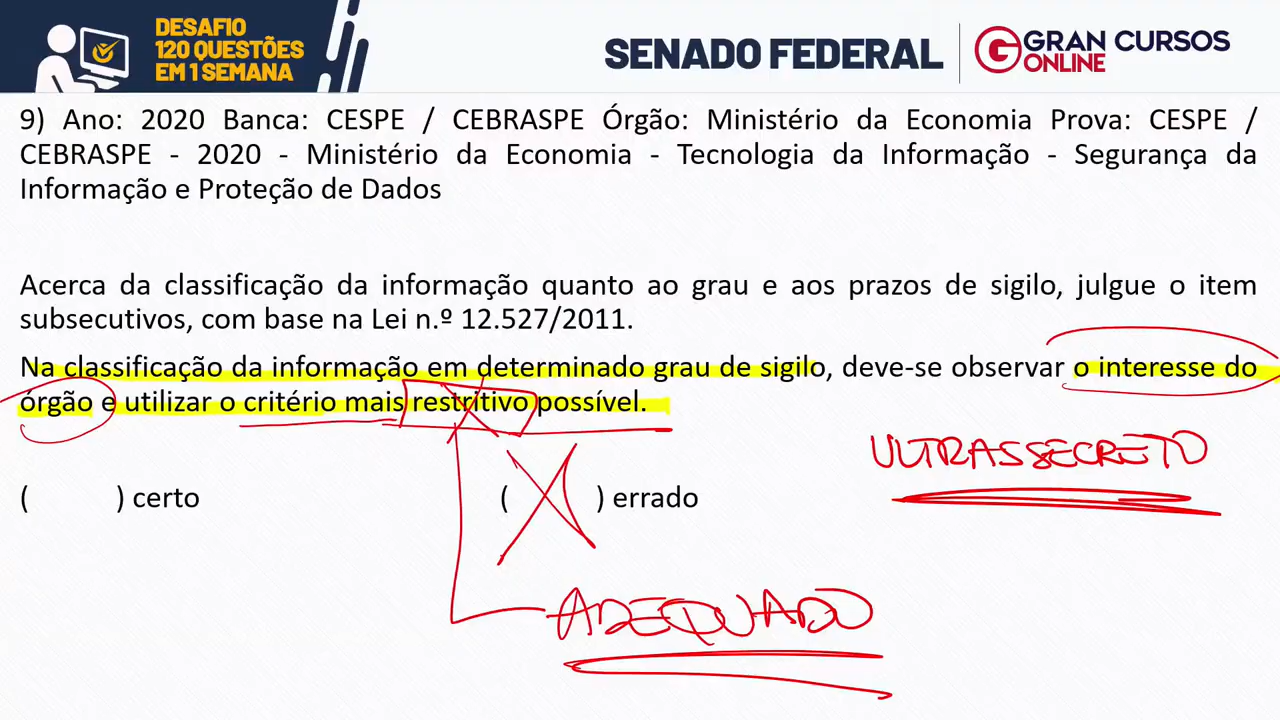 DESAFIO
120 QUESTÕES
EM 1 SEMANA
SENADO FEDERAL
GRAN CURSOS
ONLINE
9) Ano: 2020 Banca: CESPE / CEBRASPE Órgão: Ministério da Economia Prova: CESPE /
CEBRASPE - 2020 - Ministério da Economia - Tecnologia da Informação - Segurança da
Informação e Proteção de Dados
Acerca da classificação da informação quanto ao grau e aos prazos de sigilo, julgue o item
subsecutivos, com base na Lei n.º 12.527/2011.
Na classificação da informação em determinado grau de sigilo, deve-se observar o interesse do
órgão e utilizar o critério mais restritivo possível.
ULTRASSECRETO
( ) certo ( X ) errado
ADEQUADO